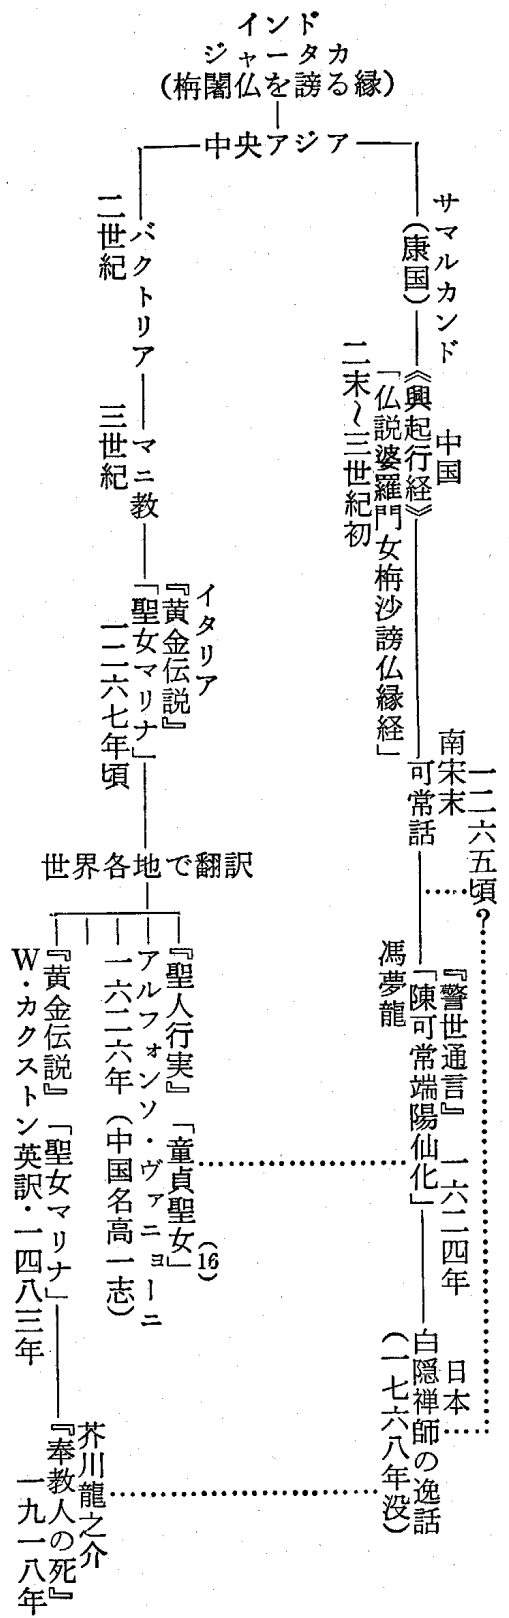 インド
ジャータカ
(栴闍仏を謗る縁)
中央アジア
サマルカンド
(康国)
中国
《興起行経》
「仏説婆羅門女栴沙謗仏縁経」
二末~三世紀初
一二六五頃?
南宋末
可常話
『警世通言』 一六二四年
「陳可常端陽仙化」
馮夢龍
日本
白隠禅師の逸話
(一七六八年没)
バクトリア
二世紀
マニ教
三世紀
イタリア
『黄金伝説』
「聖女マリナ」
一二六七年頃
世界各地で翻訳
『聖人行実』「童貞聖女」(16)
アルフォンソ・ヴァニョーニ
一六二六年(中国名高一志)
『黄金伝説』「聖女マリナ」
W・カクストン英訳・一四八三年
芥川龍之介
『奉教人の死』
一九一八年